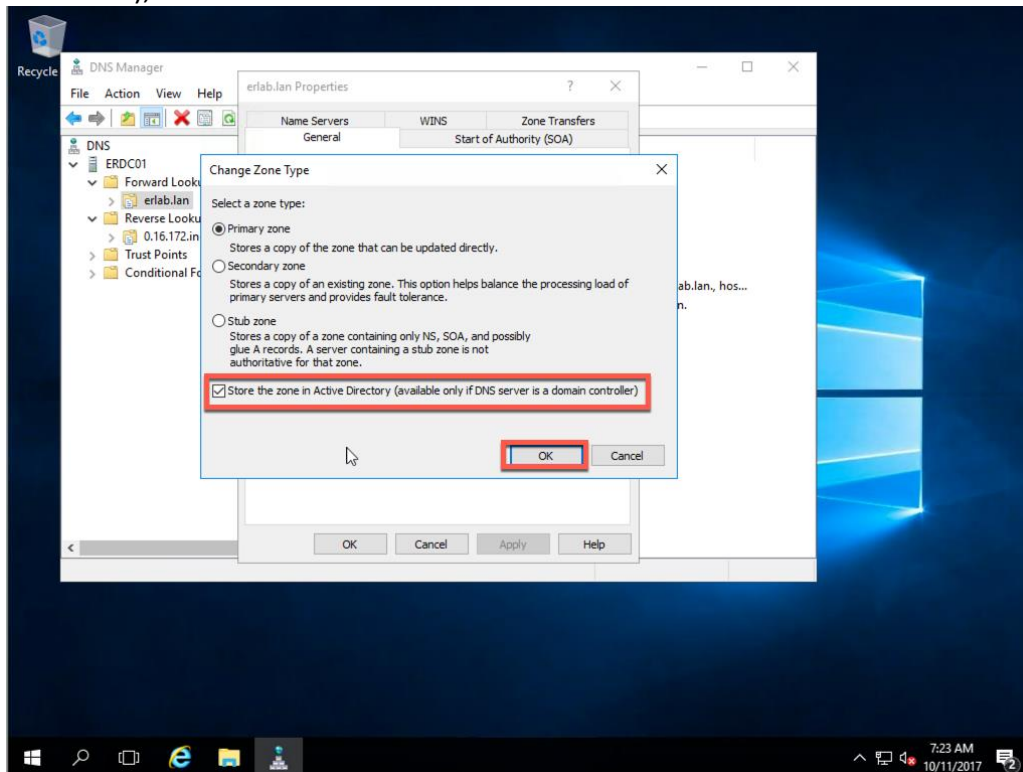 Recycle
DNS Manager
File Action View Help
erlab.lan Properties
Name Servers WINS Zone Transfers
General Start of Authority (SOA)
DNS
ERDC01
Forward Looku
erlab.lan
Reverse Looku
0.16.172.in
Trust Points
Conditional Fo
Change Zone Type
Select a zone type:
Primary zone
Stores a copy of the zone that can be updated directly.
Secondary zone
Stores a copy of an existing zone. This option helps balance the processing load of
primary servers and provides fault tolerance.
Stub zone
Stores a copy of a zone containing only NS, SOA, and possibly
glue A records. A server containing a stub zone is not
authoritative for that zone.
Store the zone in Active Directory (available only if DNS server is a domain controller)
OK Cancel
ab.lan., hos...
n.
OK Cancel Apply Help
7:23 AM
10/11/2017
2